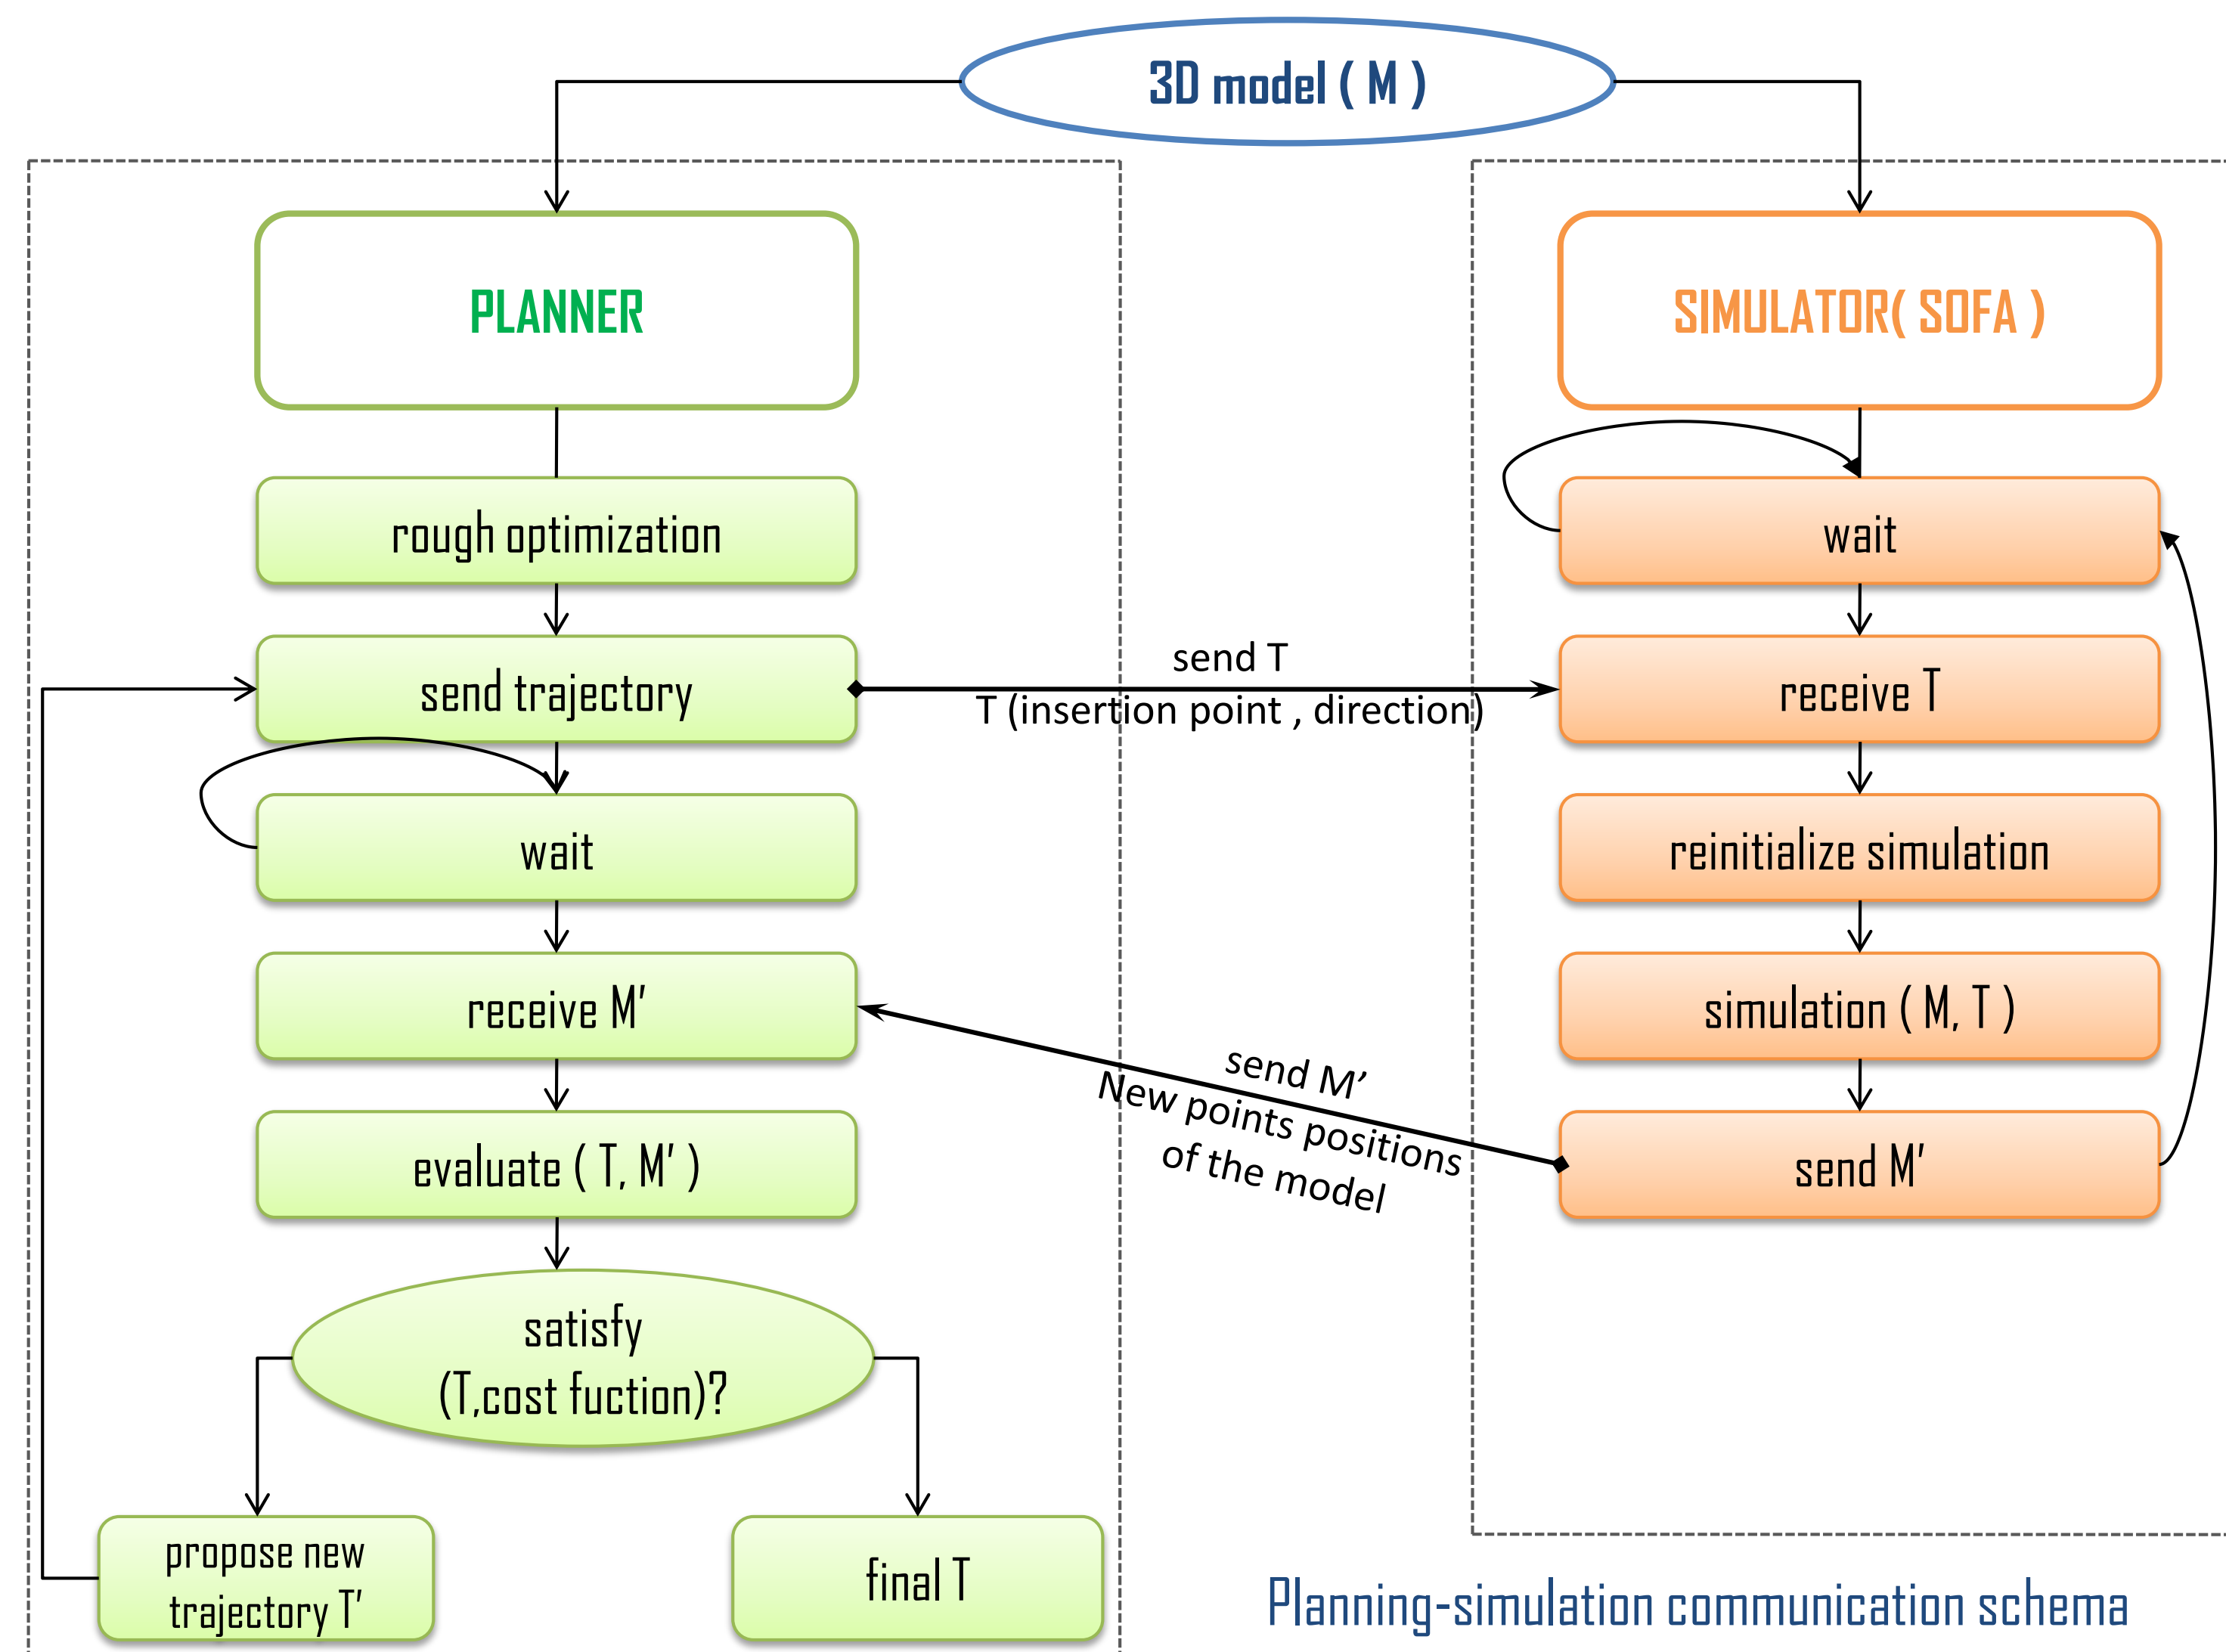 3D model ( M )
PLANNER
rough optimization
send trajectory
wait
receive M'
evaluate ( T, M' )
satisfy
(T,cost fuction)?
propose new
trajectory T'
final T
send T
T (insertion point , direction)
send M'
New points positions
of the model
SIMULATOR( SOFA )
wait
receive T
reinitialize simulation
simulation ( M, T )
send M'
Planning-simulation communication schema